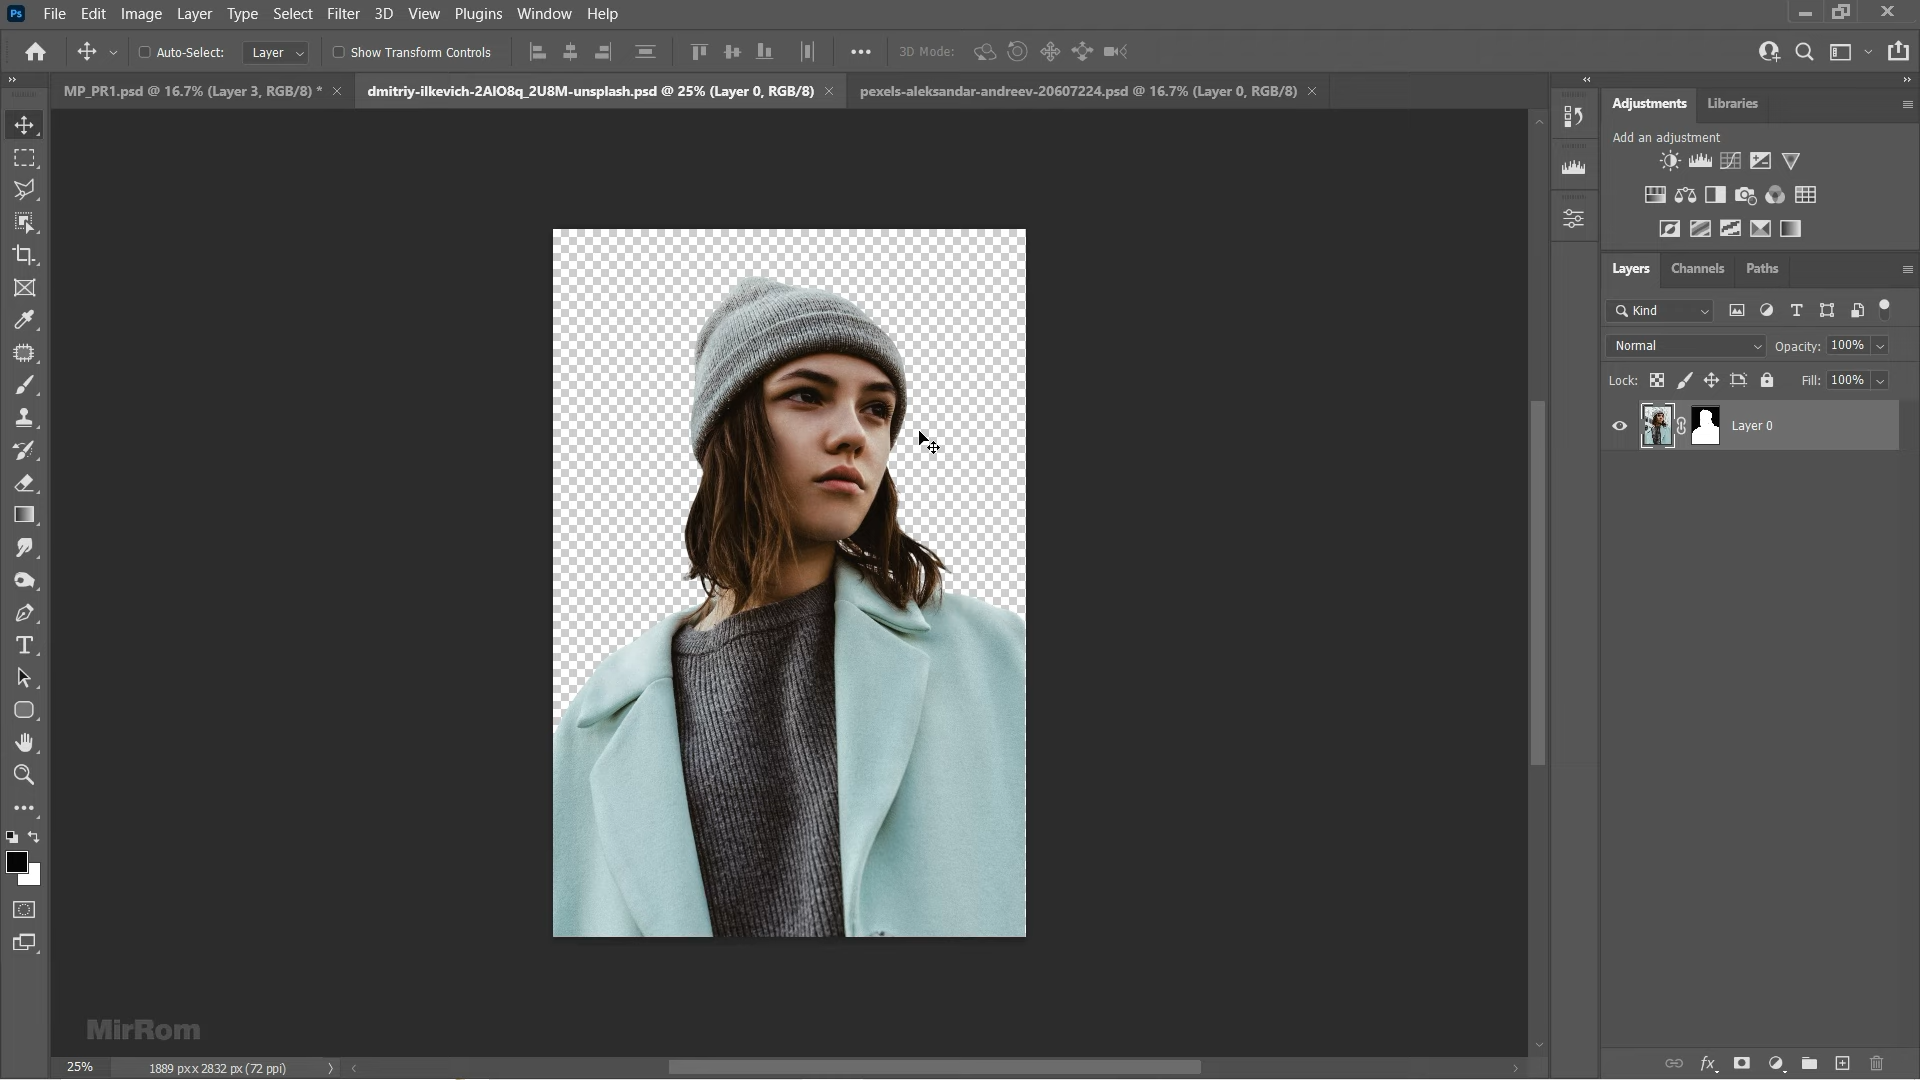 Ps File Edit Image Layer Type Select Filter 3D View Plugins Window Help
Auto-Select: Layer Show Transform Controls 3D Mode:
MP_PR1.psd @ 16.7% (Layer 3, RGB/8) * dmitriy-ilkevich-2AIO8q_2U8M-unsplash.psd @ 25% (Layer 0, RGB/8) pexels-aleksandar-andreev-20607224.psd @ 16.7% (Layer 0, RGB/8)
Adjustments Libraries
Add an adjustment
Layers Channels Paths
Kind
Normal Opacity: 100%
Lock: Fill: 100%
Layer 0
MirRom
25% 1889 px x 2832 px (72 ppi)